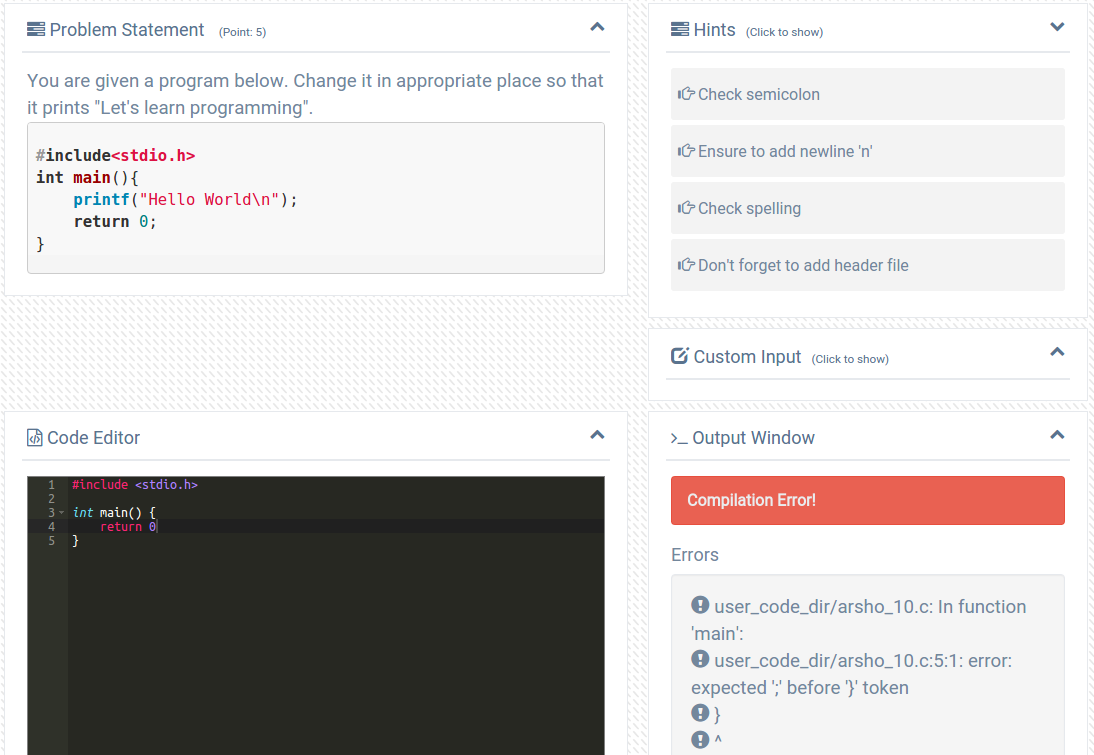 Problem Statement (Point: 5)
You are given a program below. Change it in appropriate place so that
it prints "Let's learn programming".
#include<stdio.h>
int main(){
    printf("Hello World\n");
    return 0;
}
Hints (Click to show)
Check semicolon
Ensure to add newline 'n'
Check spelling
Don't forget to add header file
Custom Input (Click to show)
Code Editor
1 #include <stdio.h>
2
3 int main() {
4     return 0
5 }
>_ Output Window
Compilation Error!
Errors
user_code_dir/arsho_10.c: In function
'main':
user_code_dir/arsho_10.c:5:1: error:
expected ';' before '}' token
}
^